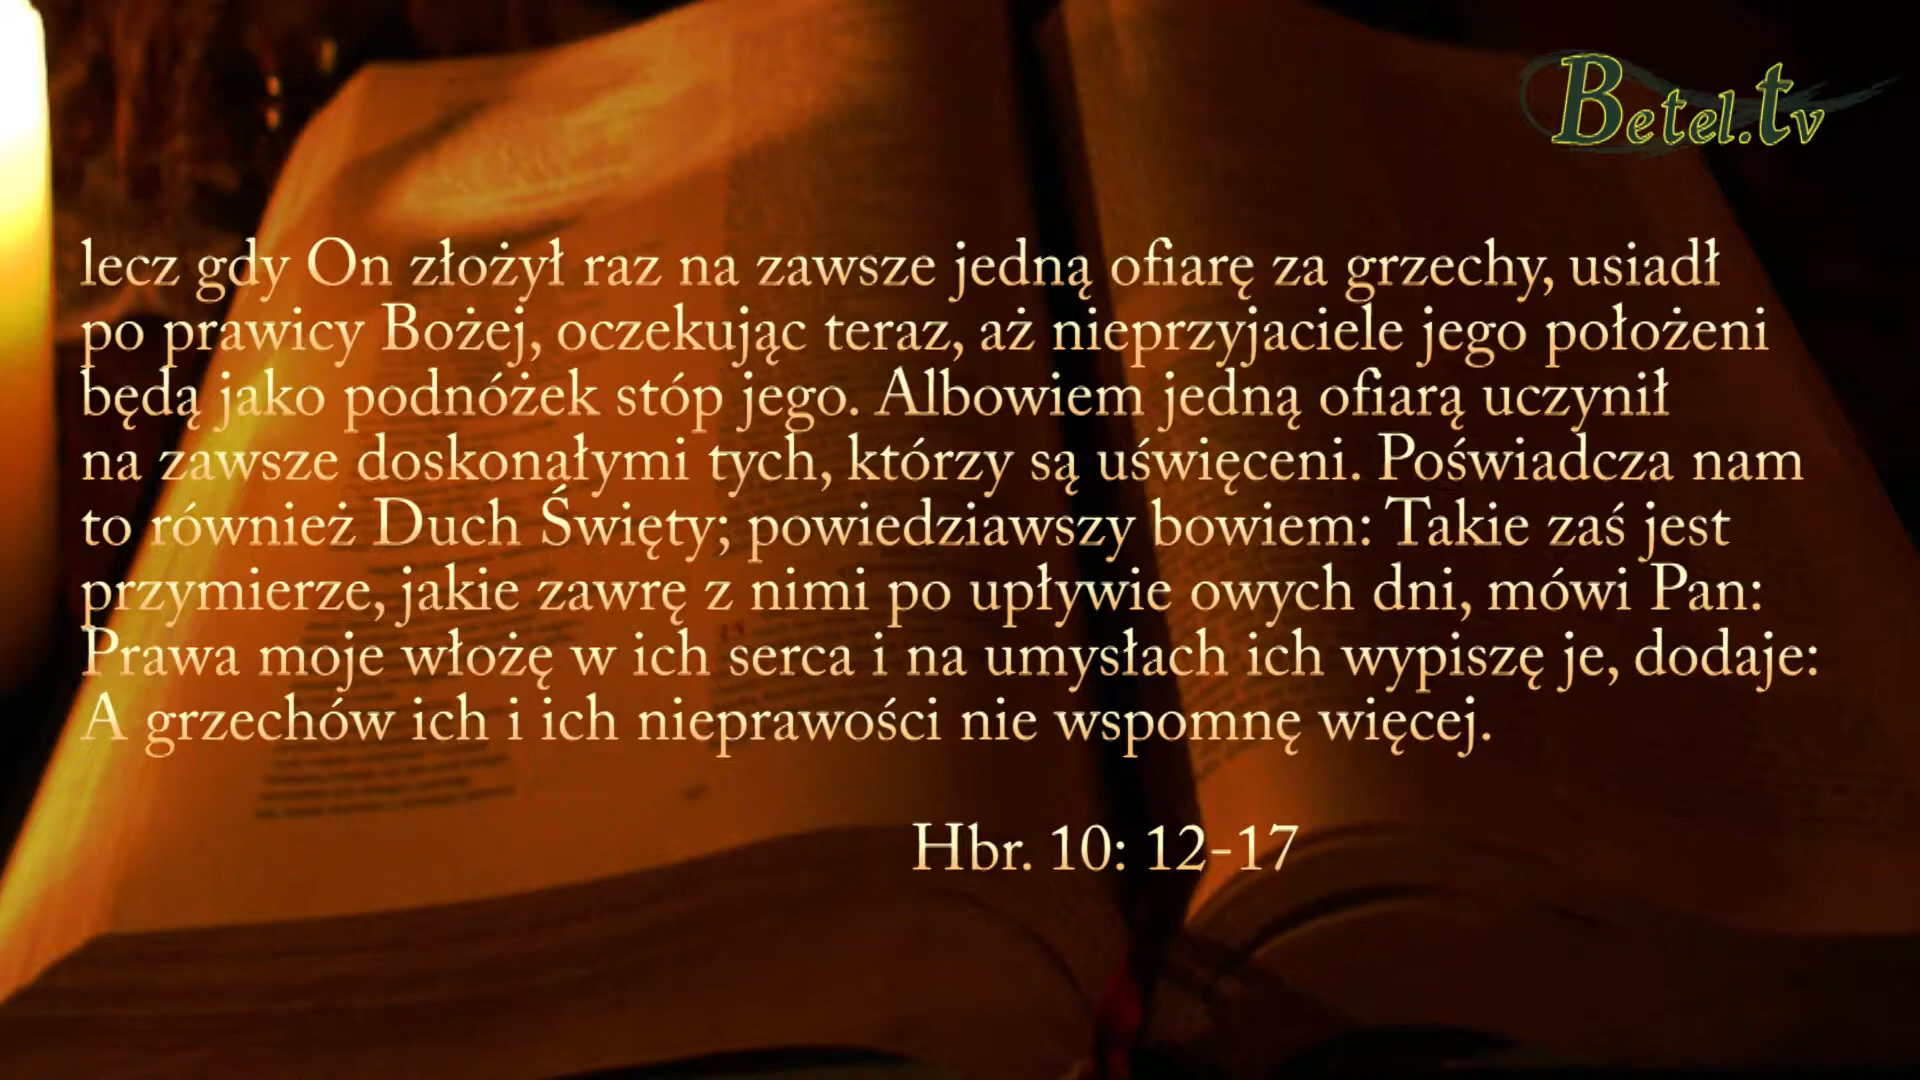 Betel.tv
lecz gdy On złożył raz na zawsze jedną ofiarę za grzechy, usiadł
po prawicy Bożej, oczekując teraz, aż nieprzyjaciele jego położeni
będą jako podnóżek stóp jego. Albowiem jedną ofiarą uczynił
na zawsze doskonałymi tych, którzy są uświęceni. Poświadcza nam
to również Duch Święty; powiedziawszy bowiem: Takie zaś jest
przymierze, jakie zawrę z nimi po upływie owych dni, mówi Pan:
Prawa moje włożę w ich serca i na umysłach ich wypiszę je, dodaje:
A grzechów ich i ich nieprawości nie wspomnę więcej.
Hbr. 10: 12-17